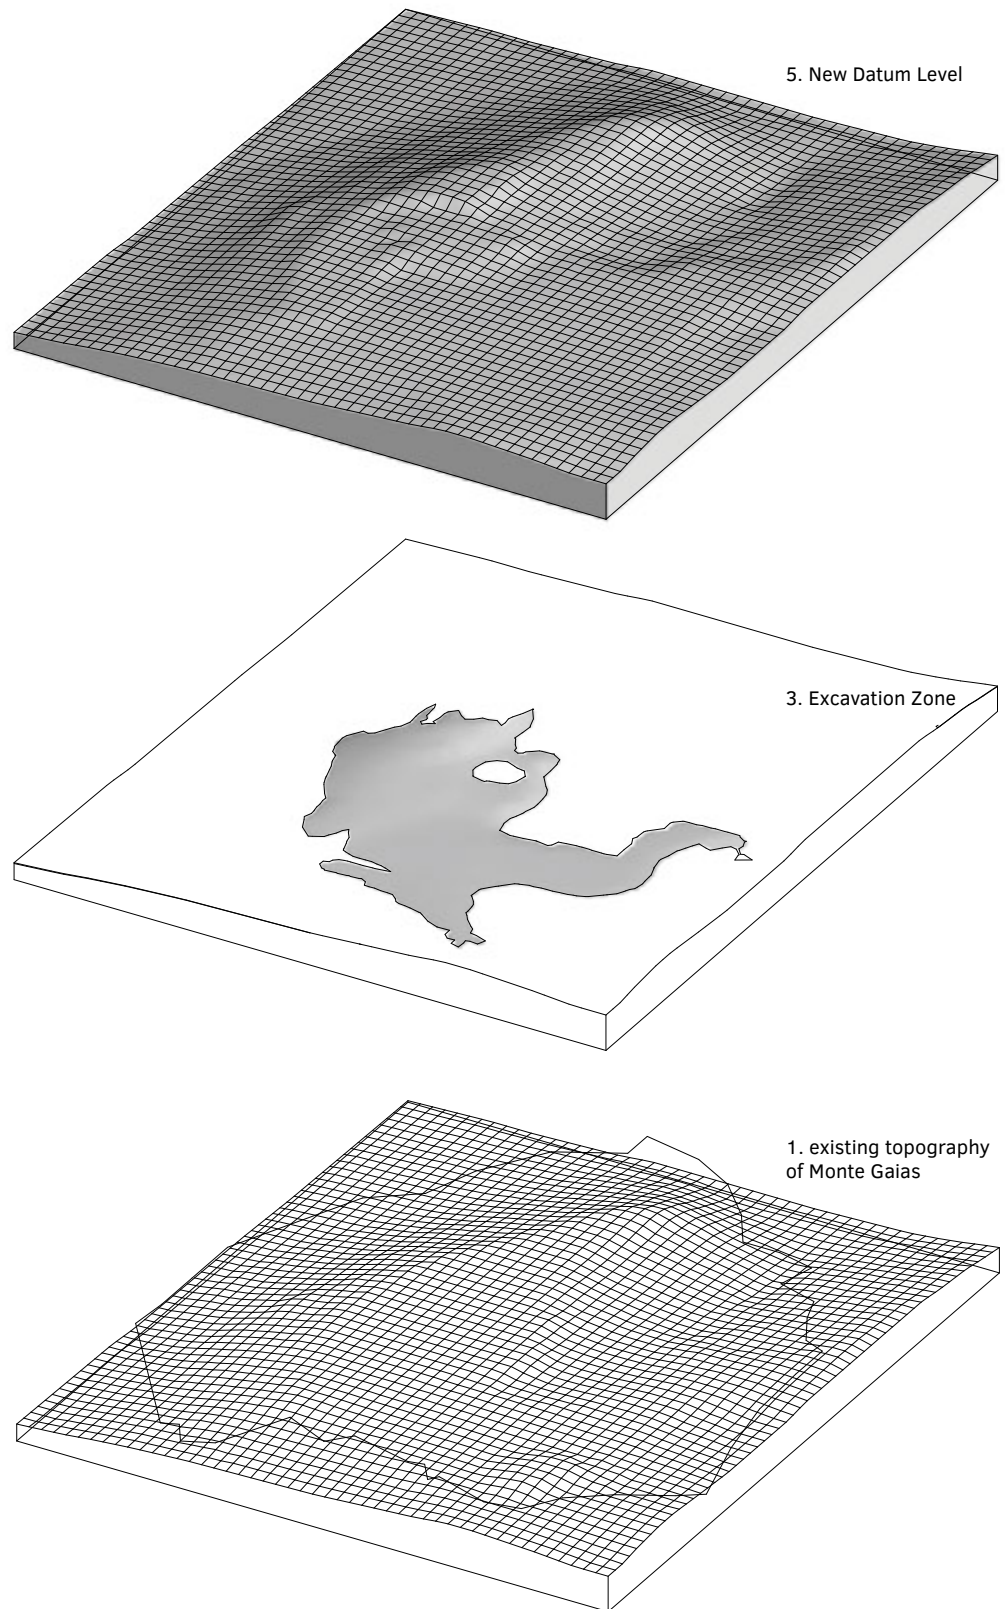 5. New Datum Level
3. Excavation Zone
1. existing topography
of Monte Gaias